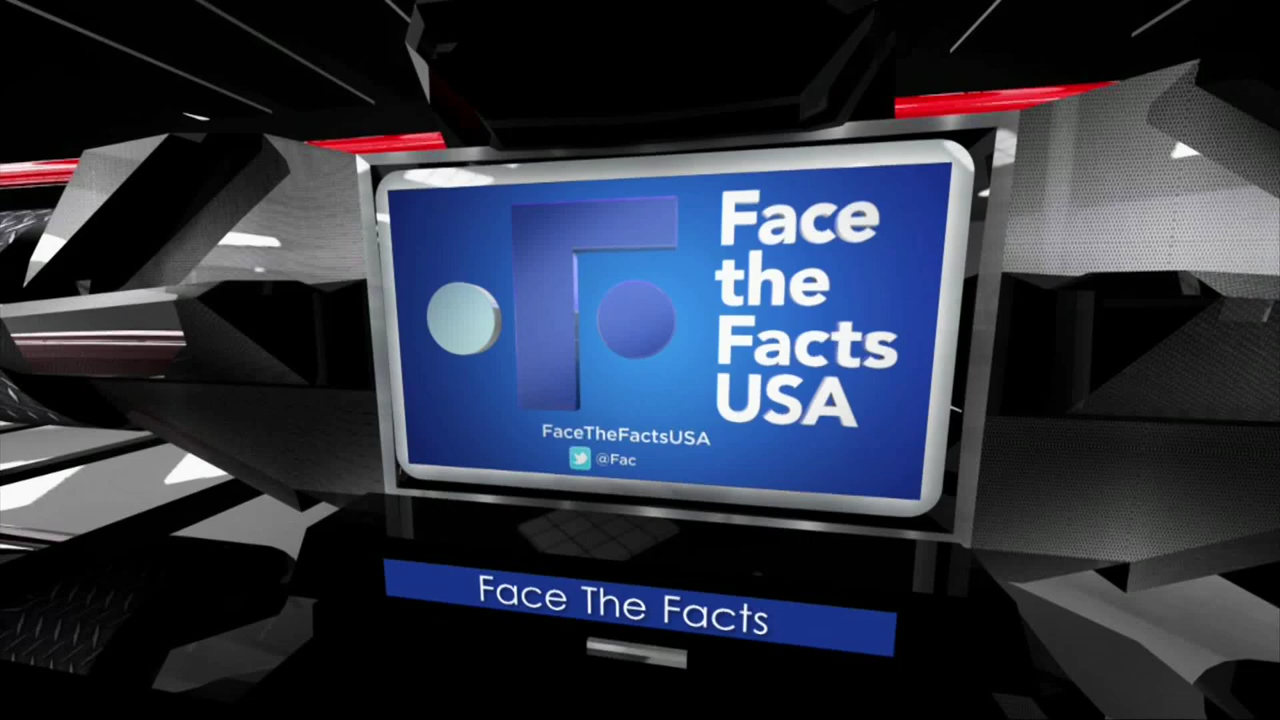 Face
the
Facts
USA
FaceTheFactsUSA
@Fac
Face The Facts